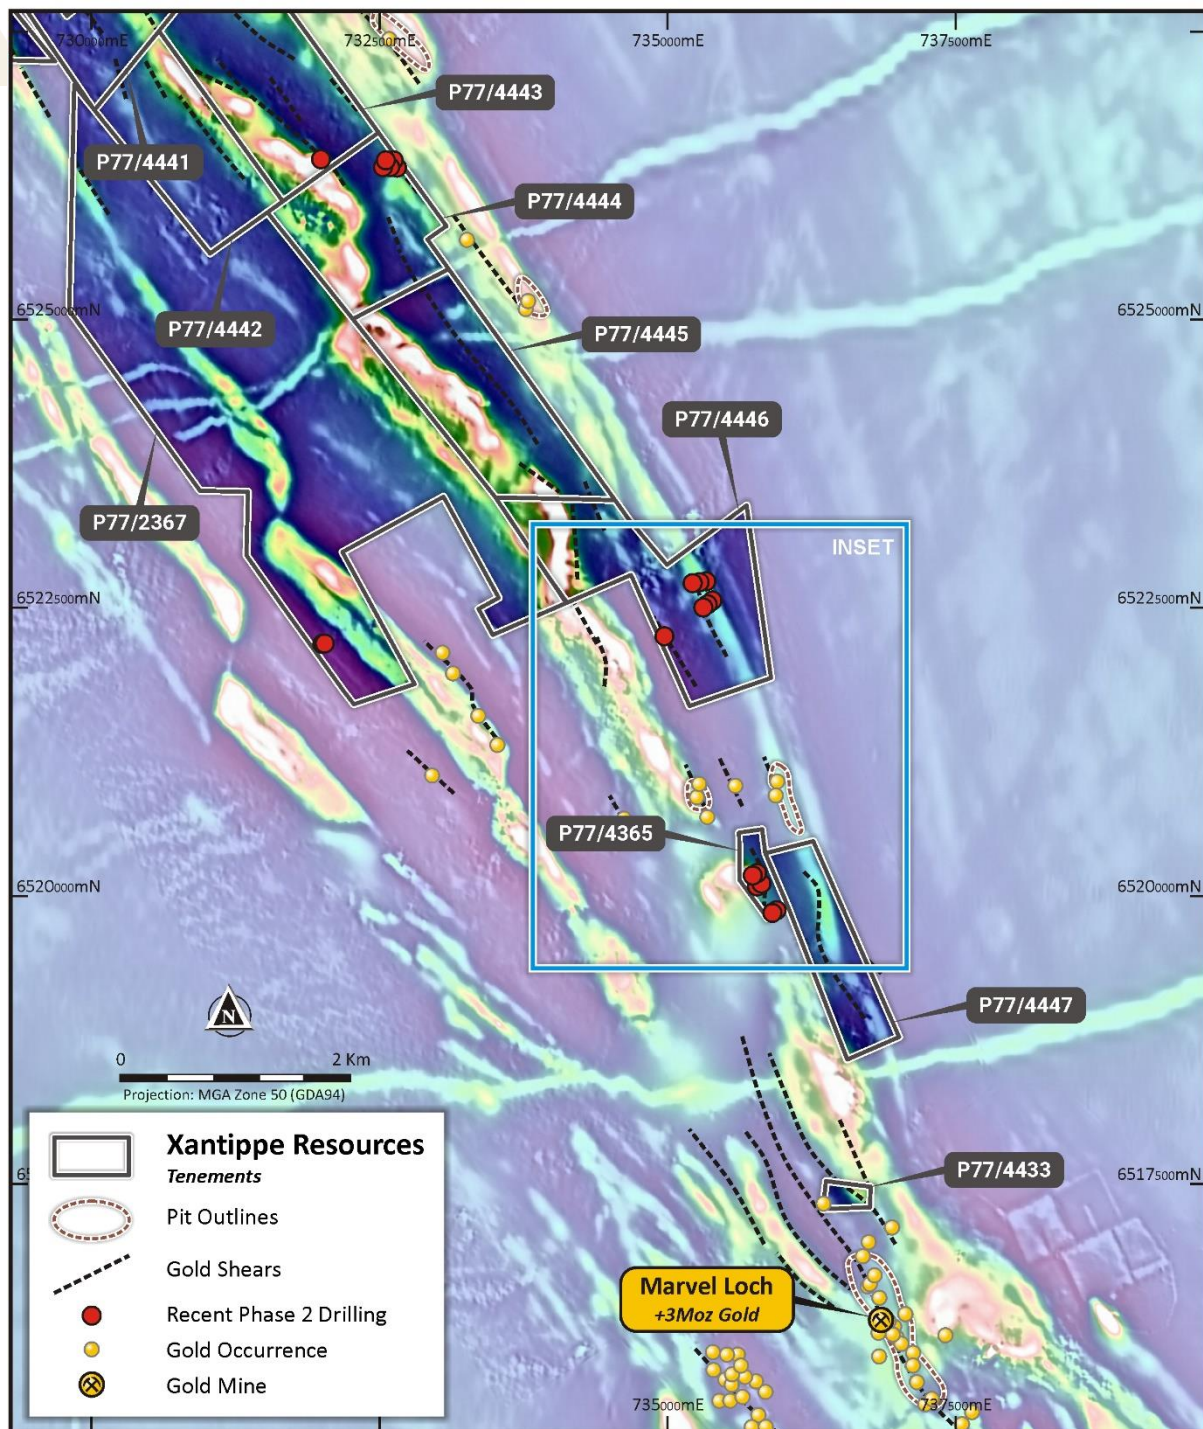 730000mE
732500mE
735000mE
737500mE
P77/4443
P77/4441
P77/4444
6525000mN
6525000mN
P77/4442
P77/4445
P77/4446
P77/2367
INSET
6522500mN
6522500mN
P77/4365
6520000mN
6520000mN
N
P77/4447
0
2 Km
Projection: MGA Zone 50 (GDA94)
Xantippe Resources
Tenements
P77/4433
6517500mN
Pit Outlines
Gold Shears
Marvel Loch
+3Moz Gold
Recent Phase 2 Drilling
Gold Occurrence
Gold Mine
735000mE
737500mE